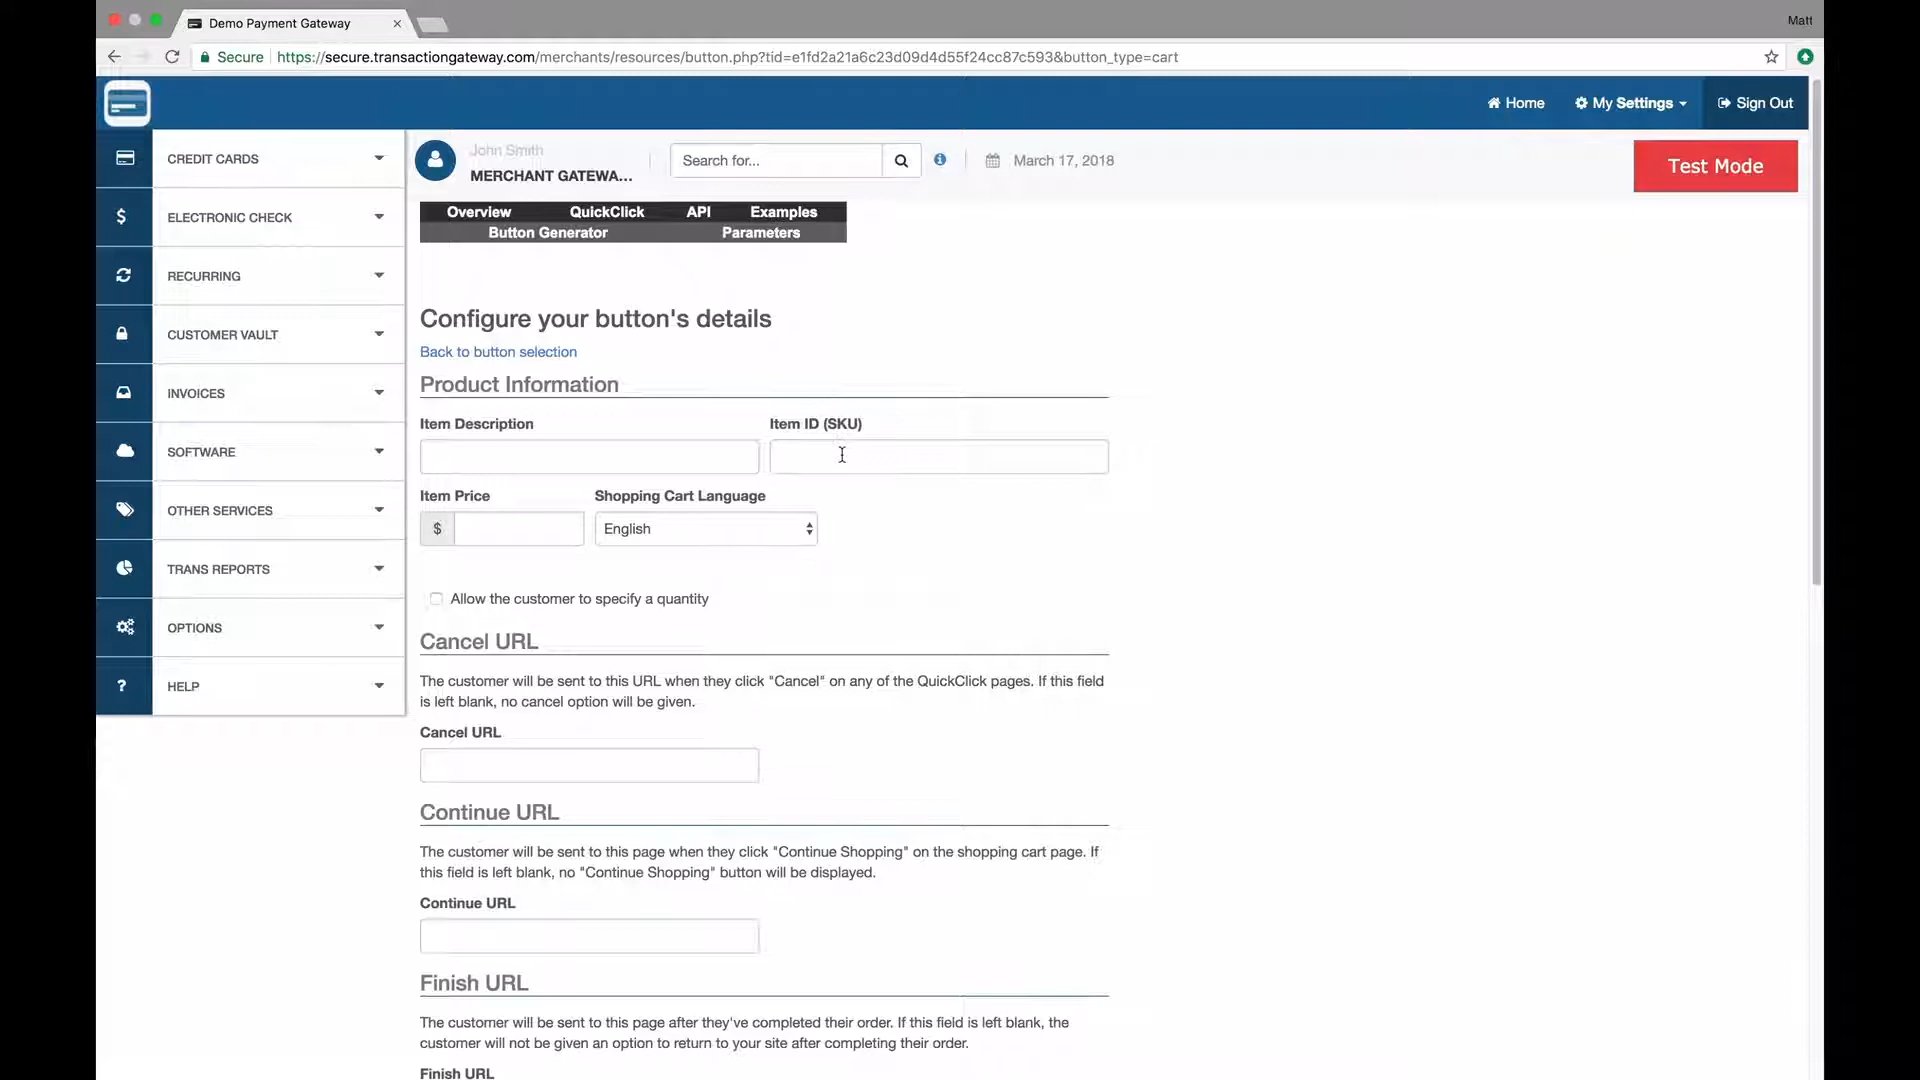 Demo Payment Gateway
Matt
Secure
https://secure.transactiongateway.com/merchants/resources/button.php?tid=e1fd2a21a6c23d09d4d55f24cc87c593&button_type=cart
Home
My Settings
Sign Out
CREDIT CARDS
ELECTRONIC CHECK
RECURRING
CUSTOMER VAULT
INVOICES
SOFTWARE
OTHER SERVICES
TRANS REPORTS
OPTIONS
HELP
John Smith
MERCHANT GATEWA...
Search for...
March 17, 2018
Test Mode
Overview QuickClick API Examples
Button Generator Parameters
Configure your button's details
Back to button selection
Product Information
Item Description
Item ID (SKU)
Item Price
Shopping Cart Language
$
English
Allow the customer to specify a quantity
Cancel URL
The customer will be sent to this URL when they click "Cancel" on any of the QuickClick pages. If this field
is left blank, no cancel option will be given.
Cancel URL
Continue URL
The customer will be sent to this page when they click "Continue Shopping" on the shopping cart page. If
this field is left blank, no "Continue Shopping" button will be displayed.
Continue URL
Finish URL
The customer will be sent to this page after they've completed their order. If this field is left blank, the
customer will not be given an option to return to your site after completing their order.
Finish URL